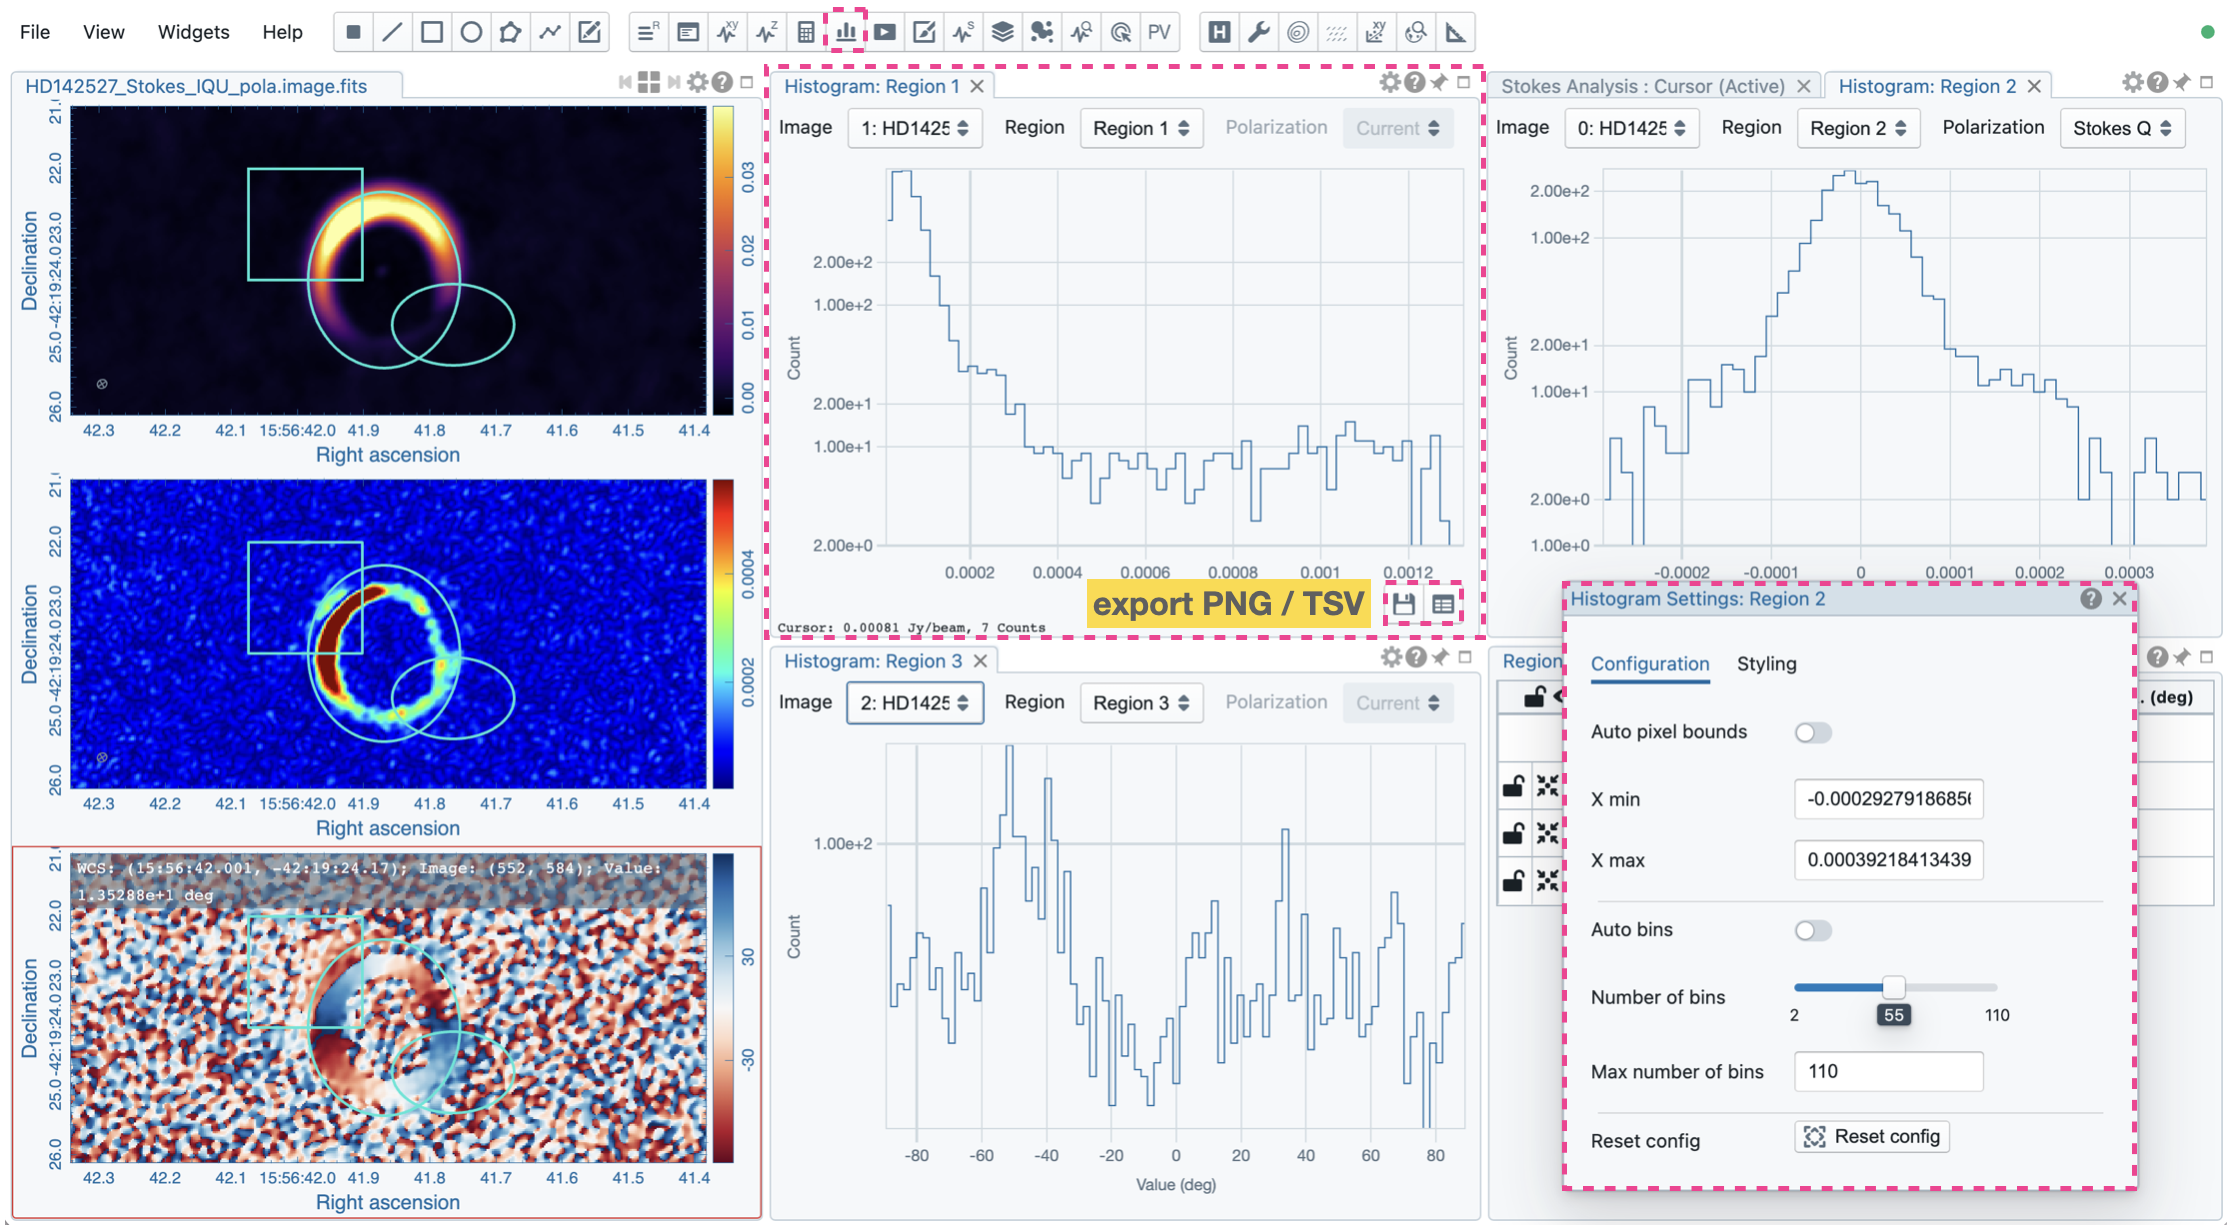 File View Widgets Help
R XY Z S PV H xy
HD142527_Stokes_IQU_pola.image.fits
Declination
22.0
-42:19:24.0 23.0
25.0
26.0
0.03
0.02
0.01
0.00
42.3 42.2 42.1 15:56:42.0 41.9 41.8 41.7 41.6 41.5 41.4
Right ascension
Declination
22.0
-42:19:24.0 23.0
25.0
26.0
0.0004
0.0002
42.3 42.2 42.1 15:56:42.0 41.9 41.8 41.7 41.6 41.5 41.4
Right ascension
WCS: (15:56:42.001, -42:19:24.17); Image: (552, 584); Value:
1.35288e+1 deg
Declination
22.0
-42:19:24.0 23.0
25.0
26.0
30
-30
42.3 42.2 42.1 15:56:42.0 41.9 41.8 41.7 41.6 41.5 41.4
Right ascension
Histogram: Region 1
Image 1: HD1425 Region Region 1 Polarization Current
Count
2.00e+2
1.00e+2
2.00e+1
1.00e+1
2.00e+0
0.0002 0.0004 0.0006 0.0008 0.001 0.0012
export PNG / TSV
Cursor: 0.00081 Jy/beam, 7 Counts
Stokes Analysis : Cursor (Active) Histogram: Region 2
Image 0: HD1425 Region Region 2 Polarization Stokes Q
Count
2.00e+2
1.00e+2
2.00e+1
1.00e+1
2.00e+0
1.00e+0
-0.0002 -0.0001 0 0.0001 0.0002 0.0003
Histogram: Region 3
Image 2: HD1425 Region Region 3 Polarization Current
Count
1.00e+2
-80 -60 -40 -20 0 20 40 60 80
Value (deg)
Region
. (deg)
Histogram Settings: Region 2
Configuration Styling
Auto pixel bounds
X min -0.000292791868
X max 0.00039218413439
Auto bins
Number of bins
2 55 110
Max number of bins 110
Reset config Reset config